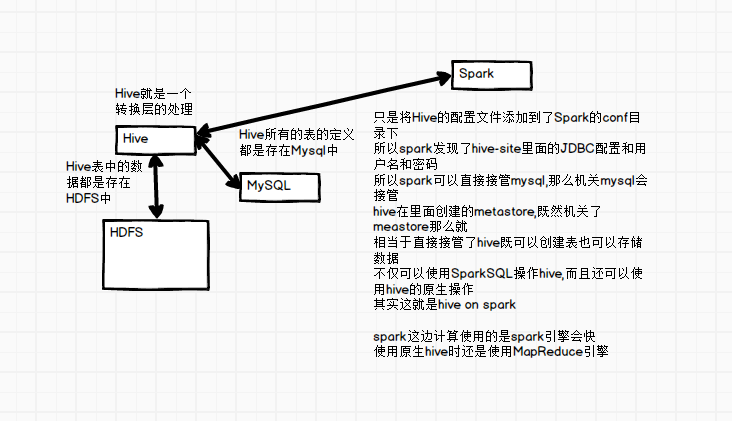 Spark
Hive就是一个
转换层的处理
Hive
Hive所有的表的定义
都是存在Mysql中
Hive表中的数
据都是存在
HDFS中
MySQL
HDFS
只是将Hive的配置文件添加到了Spark的conf目
录下
所以spark发现了hive-site里面的JDBC配置和用
户名和密码
所以spark可以直接接管mysql,那么机关mysql会
接管
hive在里面创建的metastore,既然机关了
meastore那么就
相当于直接接管了hive既可以创建表也可以存储
数据
不仅可以使用SparkSQL操作hive,而且还可以使
用hive的原生操作
其实这就是hive on spark
spark这边计算使用的是spark引擎会快
使用原生hive时还是使用MapReduce引擎